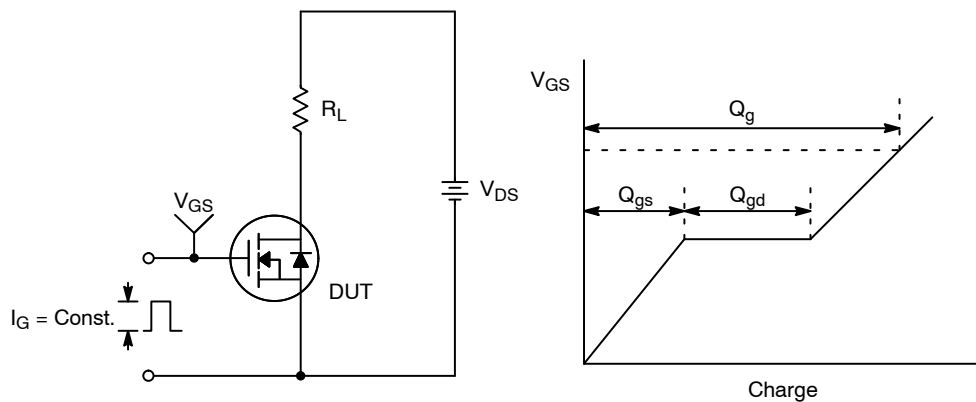 R_L
V_GS
V_DS
DUT
I_G = Const.
V_GS
Q_g
Q_gs
Q_gd
Charge